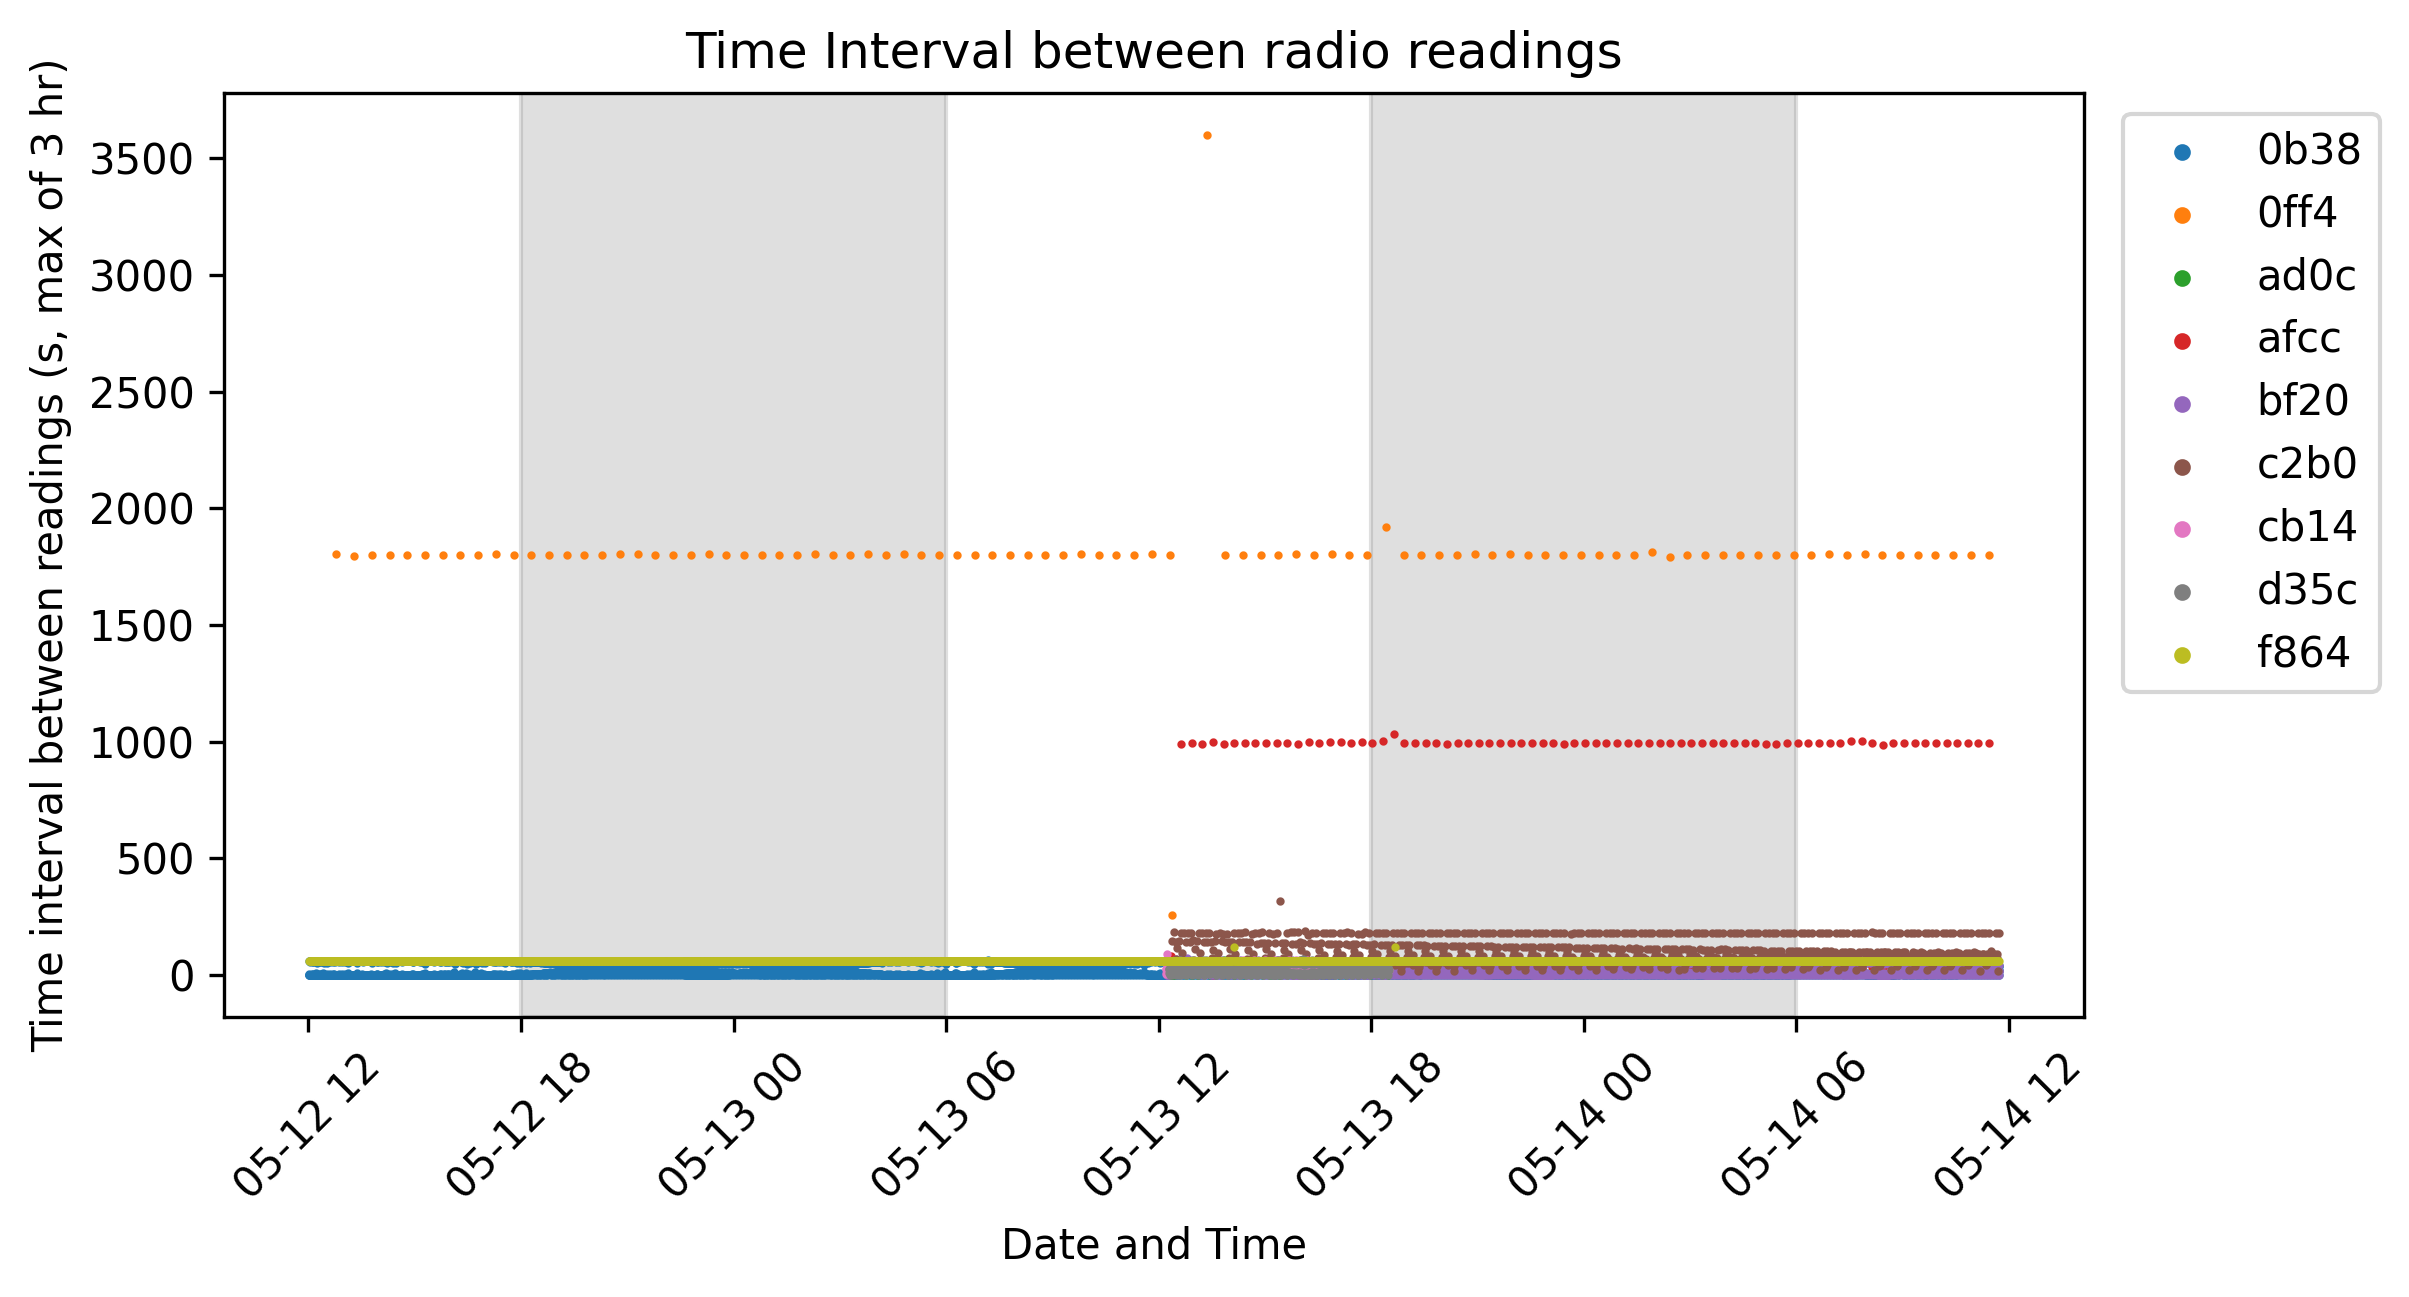 Time Interval between radio readings
Time interval between readings (s, max of 3 hr)
3500
3000
2500
2000
1500
1000
500
0
05-12 12
05-12 18
05-13 00
05-13 06
05-13 12
05-13 18
05-14 00
05-14 06
05-14 12
Date and Time
0b38
0ff4
ad0c
afcc
bf20
c2b0
cb14
d35c
f864